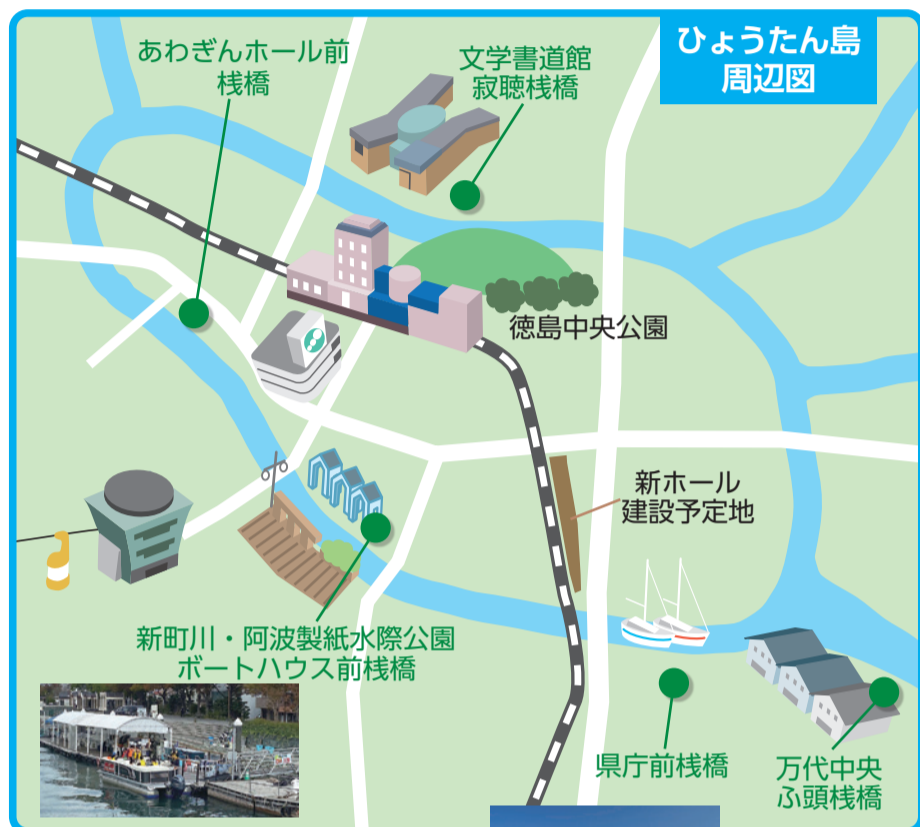 ひょうたん島
周辺図
あわぎんホール前
桟橋
文学書道館
寂聴桟橋
徳島中央公園
新ホール
建設予定地
新町川・阿波製紙水際公園
ボートハウス前桟橋
県庁前桟橋
万代中央
ふ頭桟橋